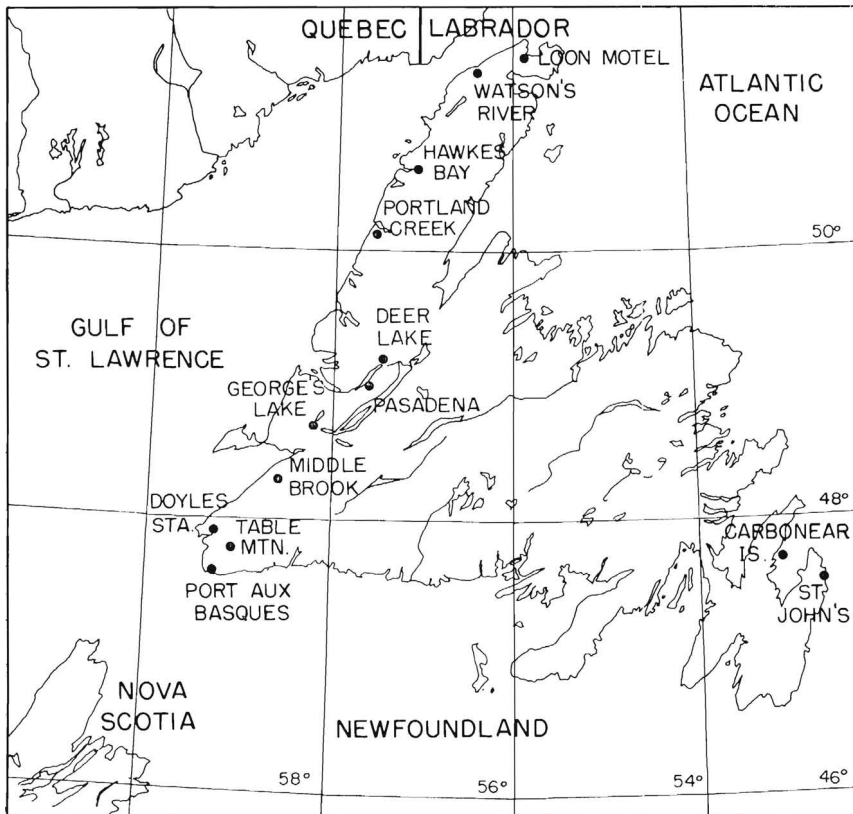 QUEBEC LABRADOR
LOON MOTEL
WATSON'S
RIVER
ATLANTIC
OCEAN
HAWKES
BAY
PORTLAND
CREEK
50°
GULF OF
ST. LAWRENCE
DEER
LAKE
GEORGE'S
LAKE
PASADENA
MIDDLE
BROOK
DOYLES
STA.
TABLE
MTN.
48°
CARBONEAR
IS.
PORT AUX
BASQUES
ST.
JOHN'S
NOVA
SCOTIA
NEWFOUNDLAND
58°
56°
54°
46°